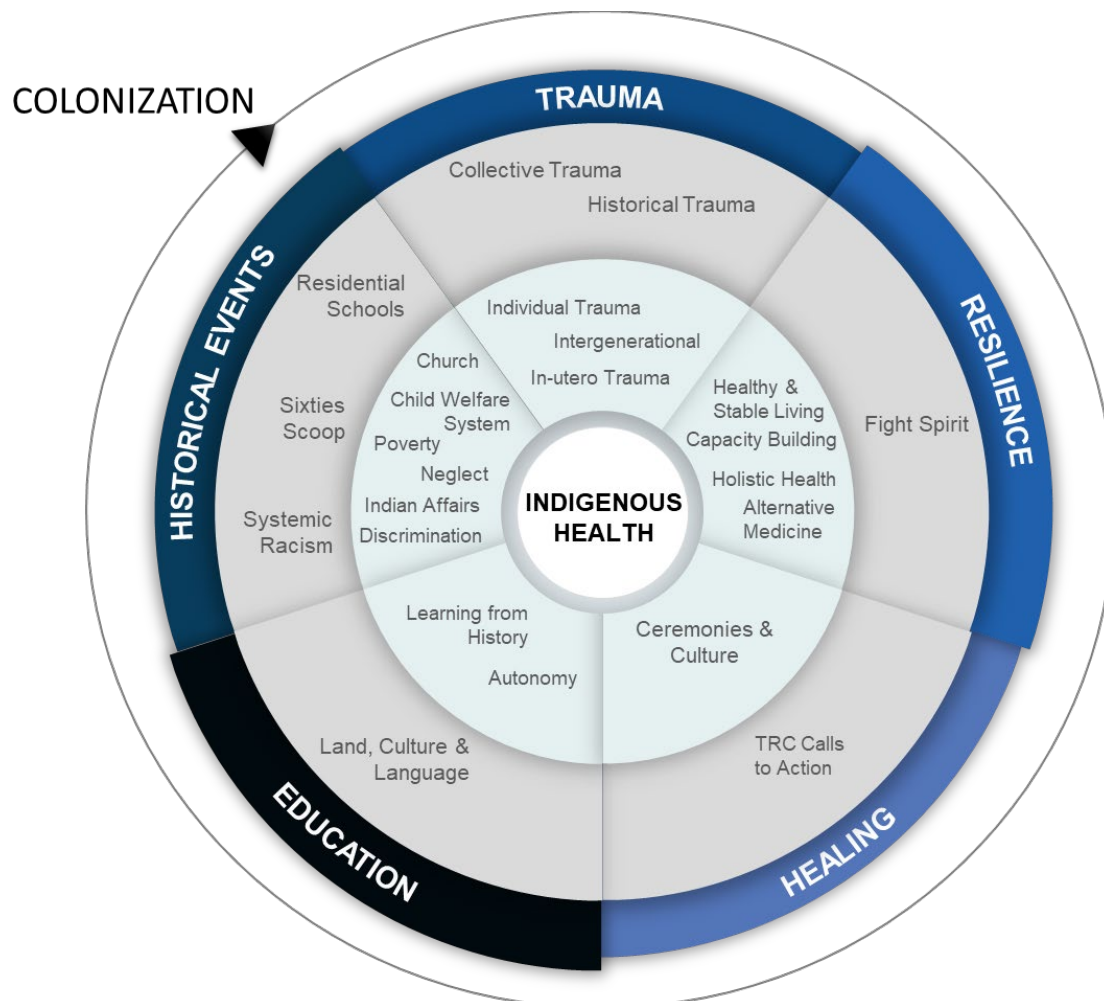 COLONIZATION
TRAUMA
Collective Trauma
Historical Trauma
Individual Trauma
Intergenerational
In-utero Trauma
RESILIENCE
Fight Spirit
Healthy &
Stable Living
Capacity Building
Holistic Health
Alternative
Medicine
HEALING
TRC Calls
to Action
Ceremonies &
Culture
EDUCATION
Land, Culture &
Language
Learning from
History
Autonomy
HISTORICAL EVENTS
Residential
Schools
Sixties
Scoop
Systemic
Racism
Church
Child Welfare
System
Poverty
Neglect
Indian Affairs
Discrimination
INDIGENOUS
HEALTH